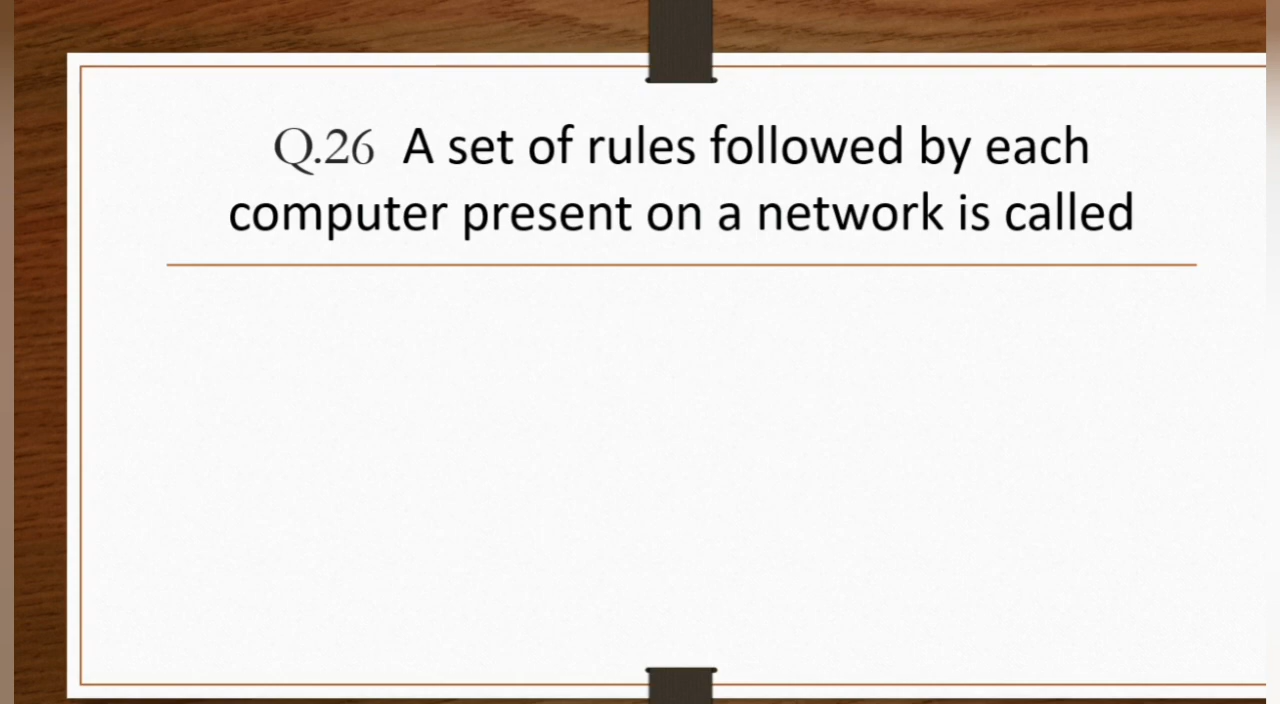 Q.26 A set of rules followed by each
computer present on a network is called